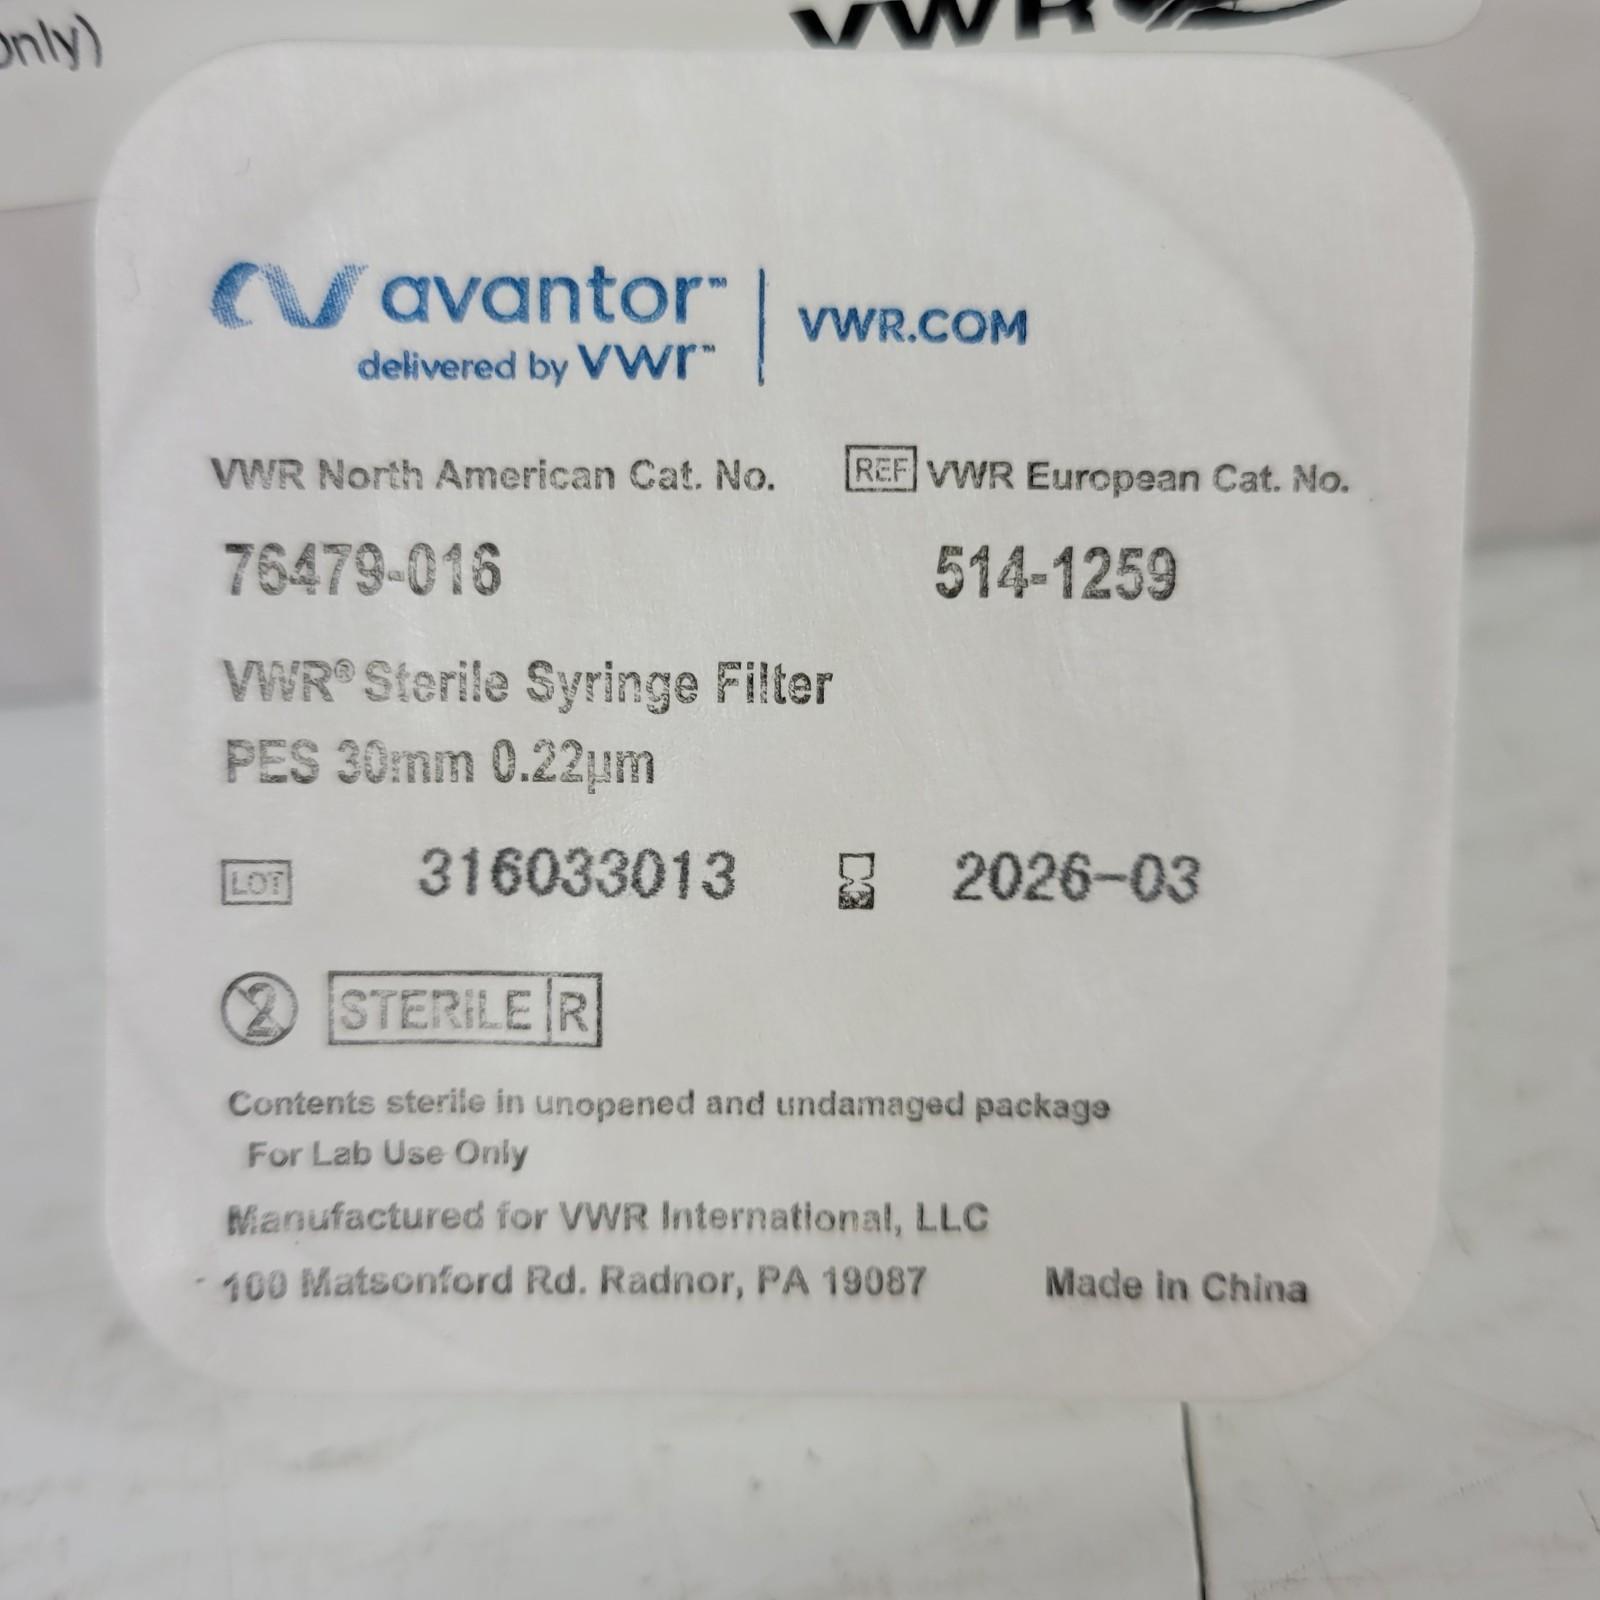 Only)
VWR
avantor™ | VWR.COM
delivered by vwr™
VWR North American Cat. No. REF VWR European Cat. No.
76479-016 514-1259
VWR® Sterile Syringe Filter
PES 30mm 0.22µm
LOT 316033013 2026-03
2 STERILE R
Contents sterile in unopened and undamaged package
For Lab Use Only
Manufactured for VWR International, LLC
100 Matsonford Rd. Radnor, PA 19087 Made in China